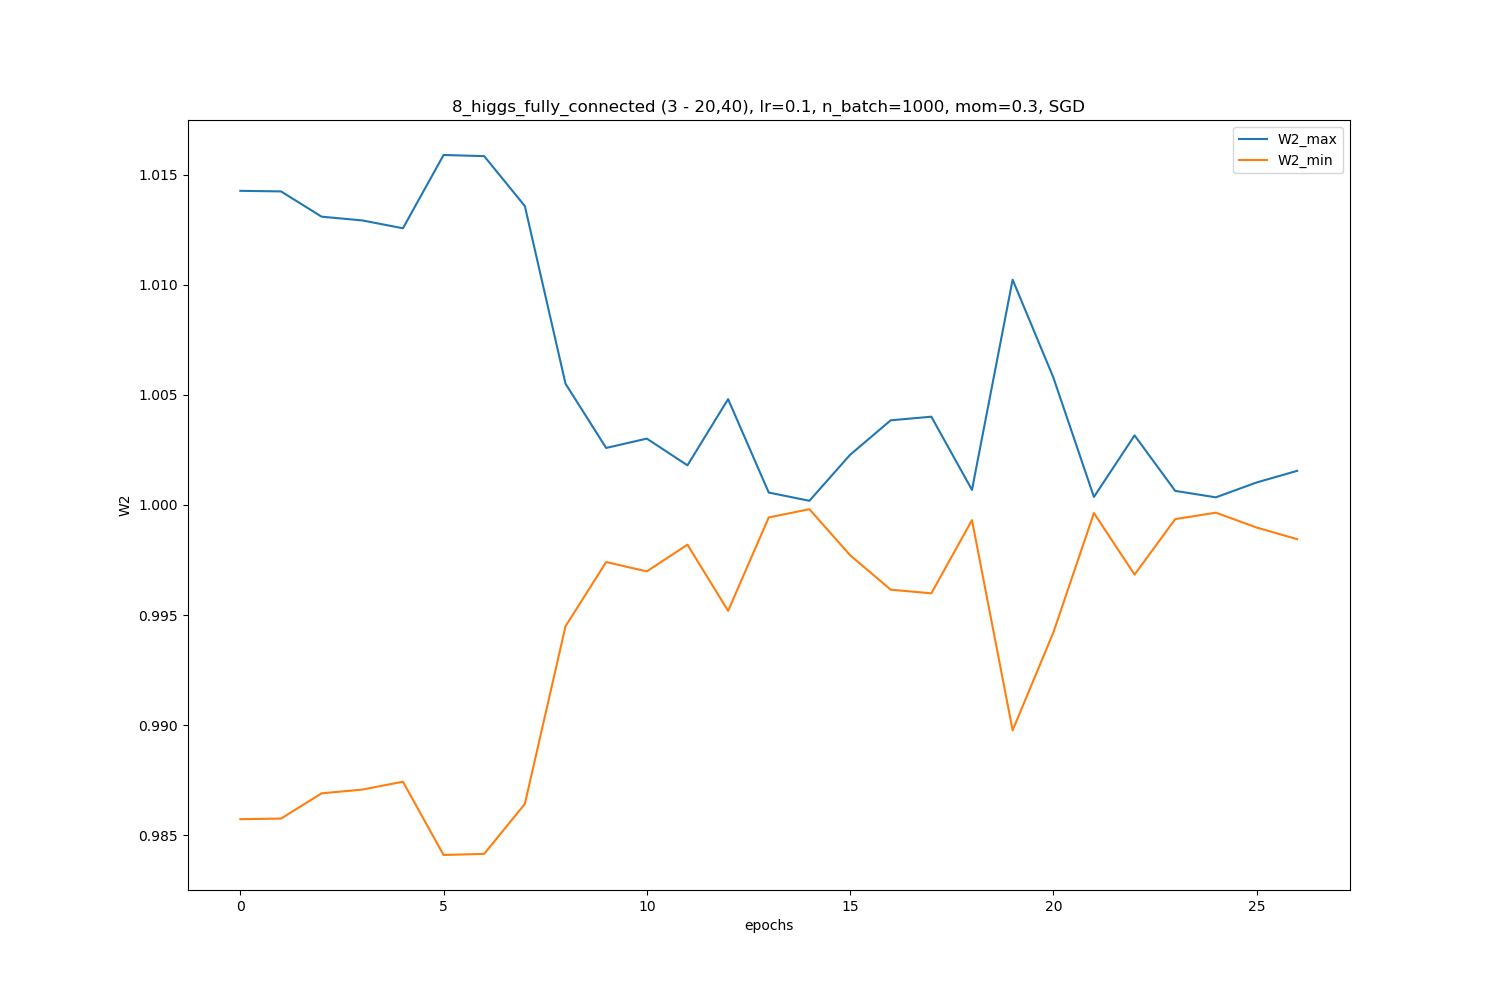 8_higgs_fully_connected (3 - 20,40), lr=0.1, n_batch=1000, mom=0.3, SGD
W2_max
W2_min
1.015
1.010
1.005
1.000
0.995
0.990
0.985
W2
0 5 10 15 20 25
epochs